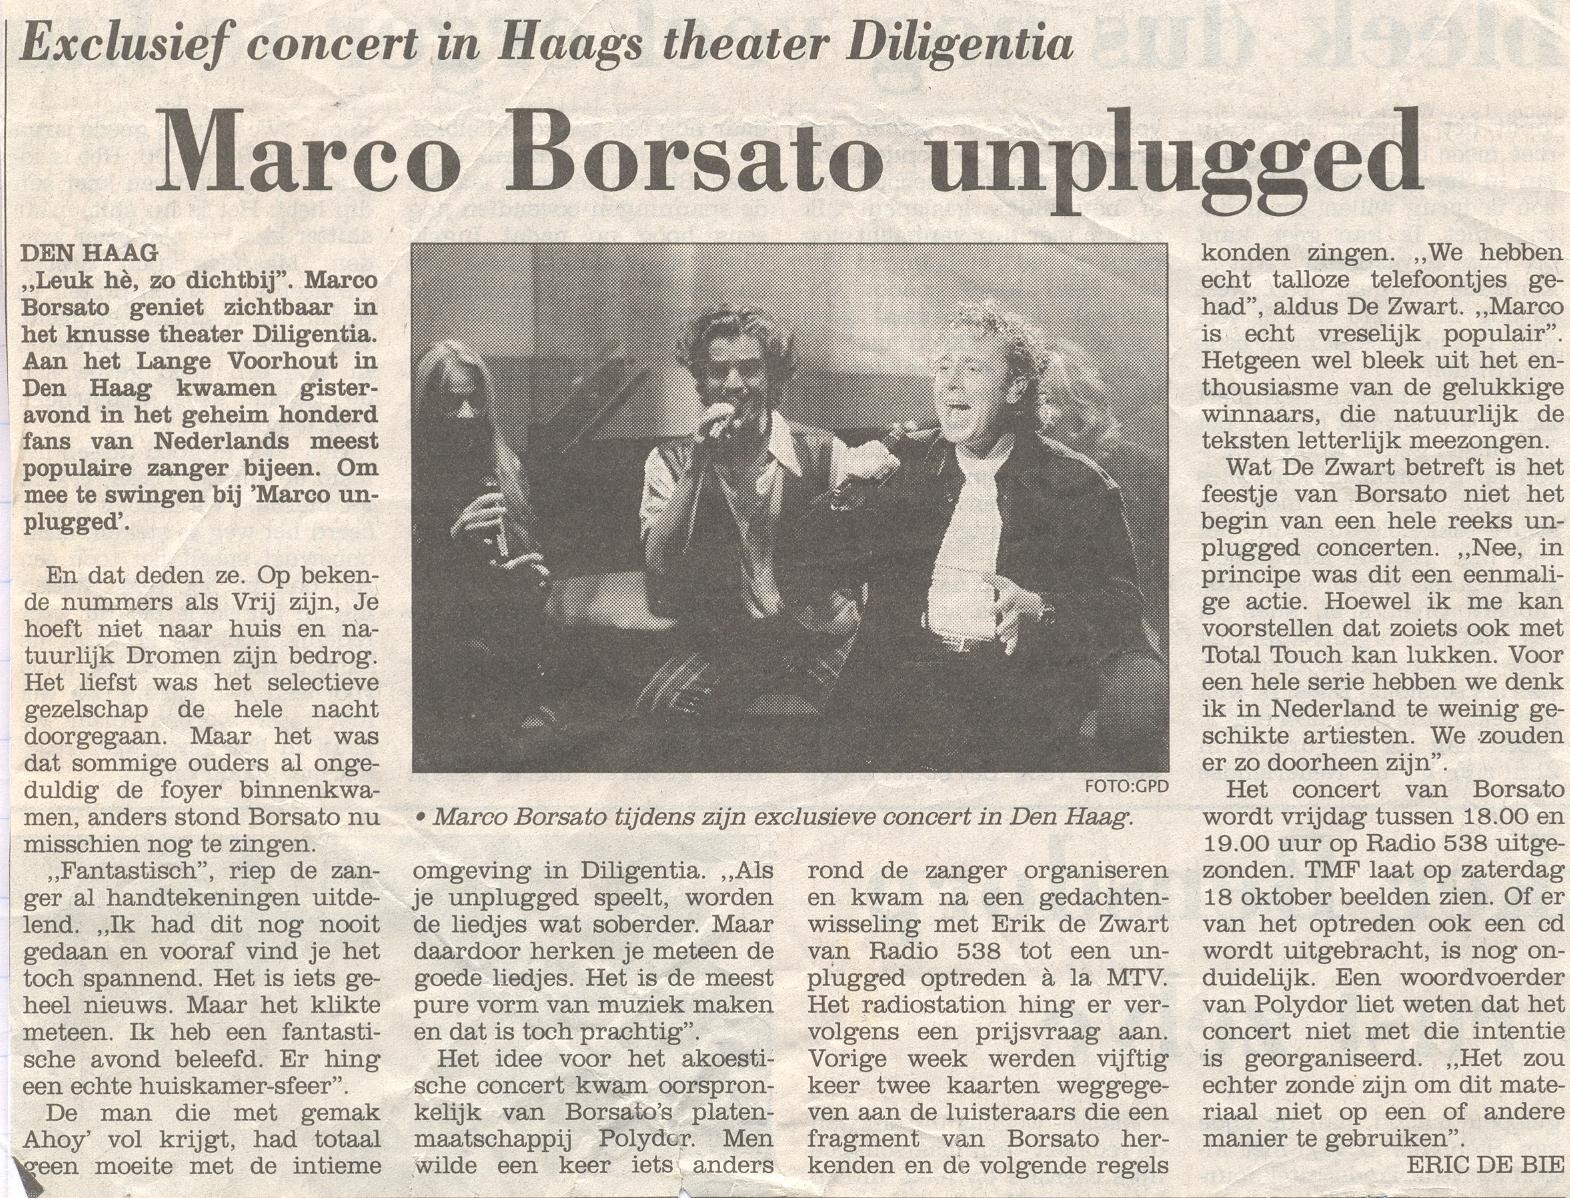 Exclusief concert in Haags theater Diligentia
Marco Borsato unplugged
DEN HAAG
,,Leuk hè, zo dichtbij”. Marco
Borsato geniet zichtbaar in
het knusse theater Diligentia.
Aan het Lange Voorhout in
Den Haag kwamen gister-
avond in het geheim honderd
fans van Nederlands meest
populaire zanger bijeen. Om
mee te swingen bij 'Marco un-
plugged'.
En dat deden ze. Op beken-
de nummers als Vrij zijn, Je
hoeft niet naar huis en na-
tuurlijk Dromen zijn bedrog.
Het liefst was het selectieve
gezelschap de hele nacht
doorgegaan. Maar het was
dat sommige ouders al onge-
duldig de foyer binnenkwa-
men, anders stond Borsato nu
misschien nog te zingen.
,,Fantastisch”, riep de zan-
ger al handtekeningen uitde-
lend. ,,Ik had dit nog nooit
gedaan en vooraf vind je het
toch spannend. Het is iets ge-
heel nieuws. Maar het klikte
meteen. Ik heb een fantasti-
sche avond beleefd. Er hing
een echte huiskamer-sfeer”.
De man die met gemak
Ahoy' vol krijgt, had totaal
geen moeite met de intieme
FOTO:GPD
• Marco Borsato tijdens zijn exclusieve concert in Den Haag.
omgeving in Diligentia. ,,Als
je unplugged speelt, worden
de liedjes wat soberder. Maar
daardoor herken je meteen de
goede liedjes. Het is de meest
pure vorm van muziek maken
en dat is toch prachtig”.
Het idee voor het akoesti-
sche concert kwam oorspron-
kelijk van Borsato's platen-
maatschappij Polydor. Men
wilde een keer iets anders
rond de zanger organiseren
en kwam na een gedachten-
wisseling met Erik de Zwart
van Radio 538 tot een un-
plugged optreden à la MTV.
Het radiostation hing er ver-
volgens een prijsvraag aan.
Vorige week werden vijftig
keer twee kaarten weggege-
ven aan de luisteraars die een
fragment van Borsato her-
kenden en de volgende regels
konden zingen. ,,We hebben
echt talloze telefoontjes ge-
had”, aldus De Zwart. ,,Marco
is echt vreselijk populair”.
Hetgeen wel bleek uit het en-
thousiasme van de gelukkige
winnaars, die natuurlijk de
teksten letterlijk meezongen.
Wat De Zwart betreft is het
feestje van Borsato niet het
begin van een hele reeks un-
plugged concerten. ,,Nee, in
principe was dit een eenmali-
ge actie. Hoewel ik me kan
voorstellen dat zoiets ook met
Total Touch kan lukken. Voor
een hele serie hebben we denk
ik in Nederland te weinig ge-
schikte artiesten. We zouden
er zo doorheen zijn”.
Het concert van Borsato
wordt vrijdag tussen 18.00 en
19.00 uur op Radio 538 uitge-
zonden. TMF laat op zaterdag
18 oktober beelden zien. Of er
van het optreden ook een cd
wordt uitgebracht, is nog on-
duidelijk. Een woordvoerder
van Polydor liet weten dat het
concert niet met die intentie
is georganiseerd. ,,Het zou
echter zonde zijn om dit mate-
riaal niet op een of andere
manier te gebruiken”.
ERIC DE BIE